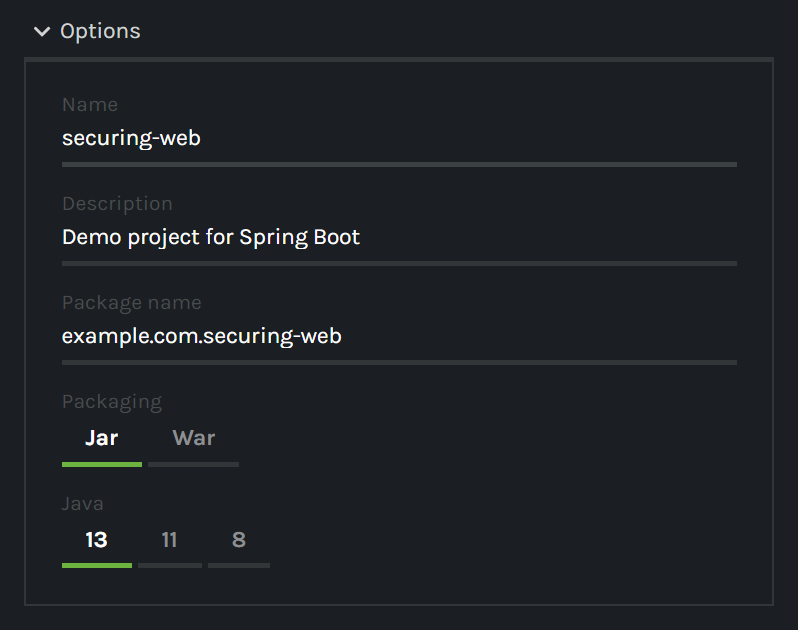 Options
Name
securing-web
Description
Demo project for Spring Boot
Package name
example.com.securing-web
Packaging
Jar War
Java
13 11 8